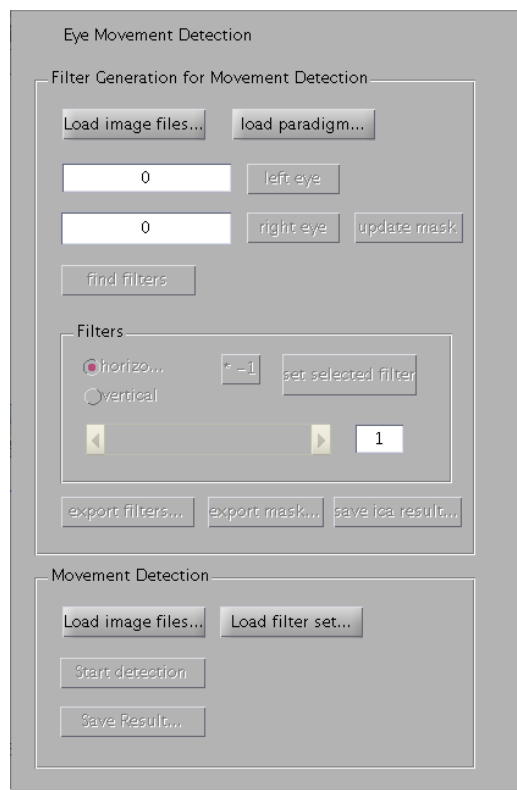 Eye Movement Detection
Filter Generation for Movement Detection
Load image files... load paradigm...
0 left eye
0 right eye update mask
find filters
Filters
horizo... * -1 set selected filter
vertical
1
export filters... export mask... save ica result...
Movement Detection
Load image files... Load filter set...
Start detection
Save Result...